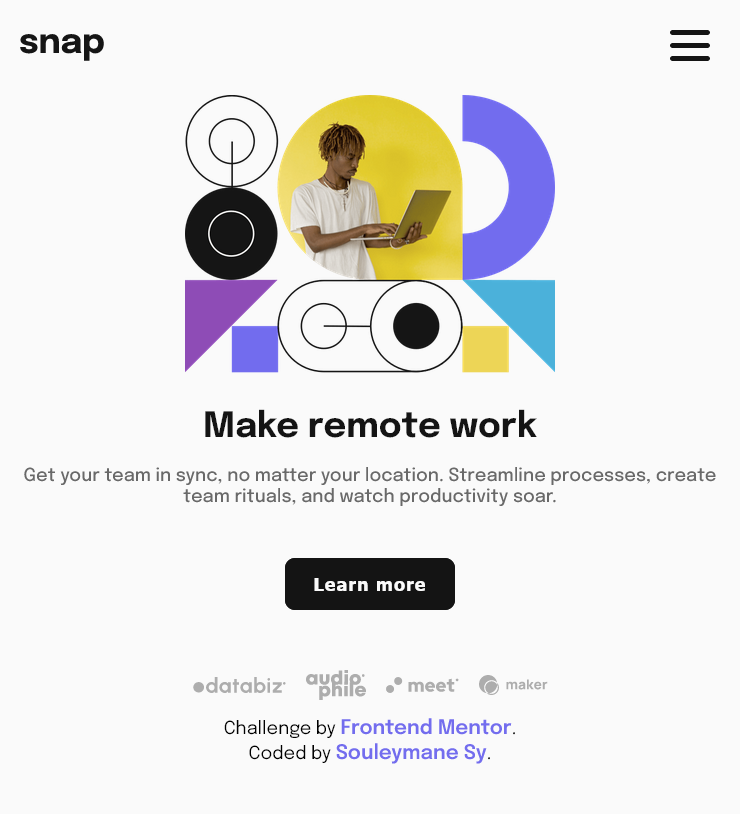 snap
Make remote work
Get your team in sync, no matter your location. Streamline processes, create
team rituals, and watch productivity soar.
Learn more
databiz audiophile meet maker
Challenge by Frontend Mentor.
Coded by Souleymane Sy.